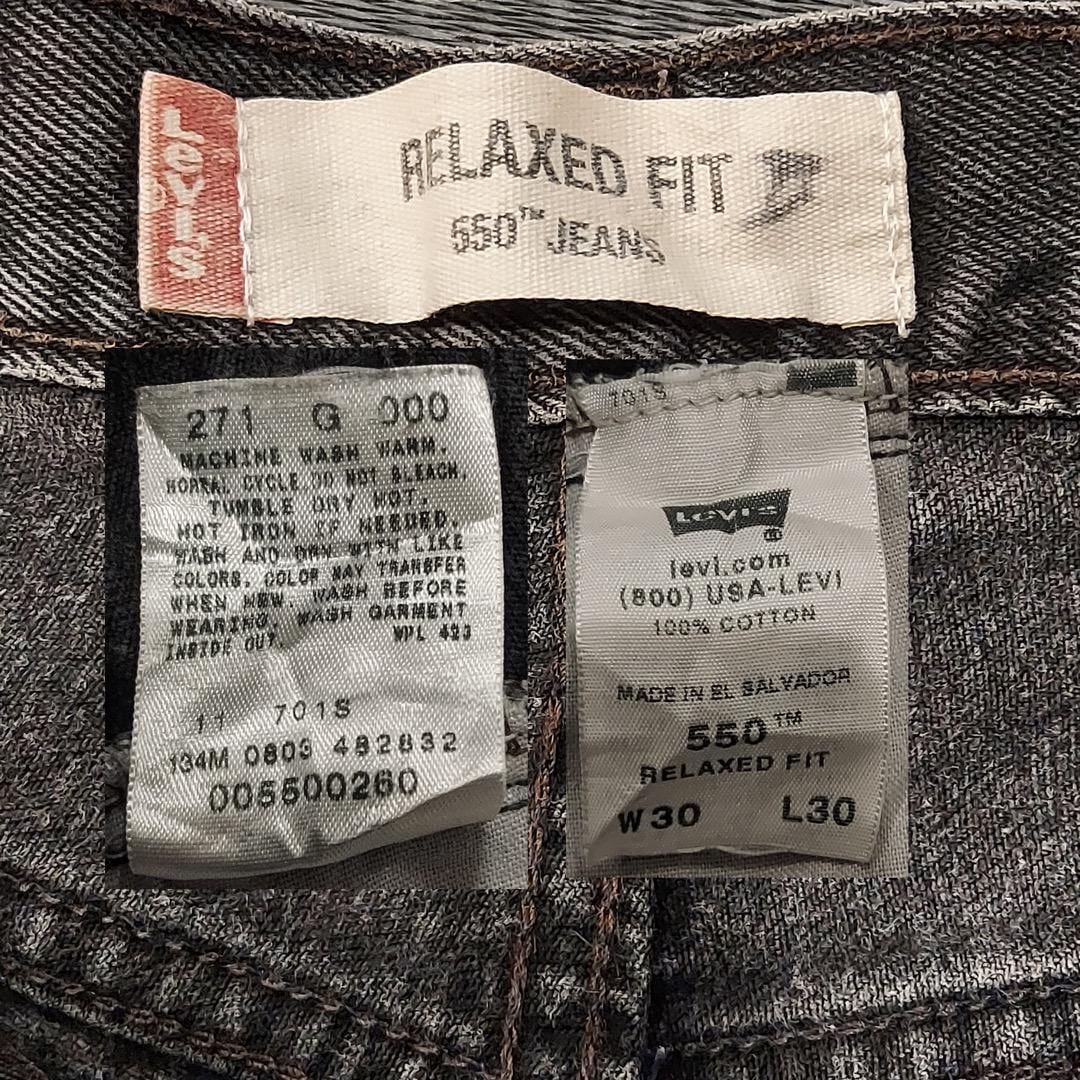 Levi's
RELAXED FIT
550™ JEANS
271 G 000
MACHINE WASH WARM.
NORMAL CYCLE DO NOT BLEACH.
TUMBLE DRY HOT.
HOT IRON IF NEEDED.
WASH AND DRY WITH LIKE
COLORS. COLOR MAY TRANSFER
WHEN NEW. WASH BEFORE
WEARING. WASH GARMENT
INSIDE OUT. WPL 423
11 701S
134M 0803 482832
005500260
701S
LEVI'S
®
levi.com
(800) USA-LEVI
100% COTTON
MADE IN EL SALVADOR
550™
RELAXED FIT
W30 L30